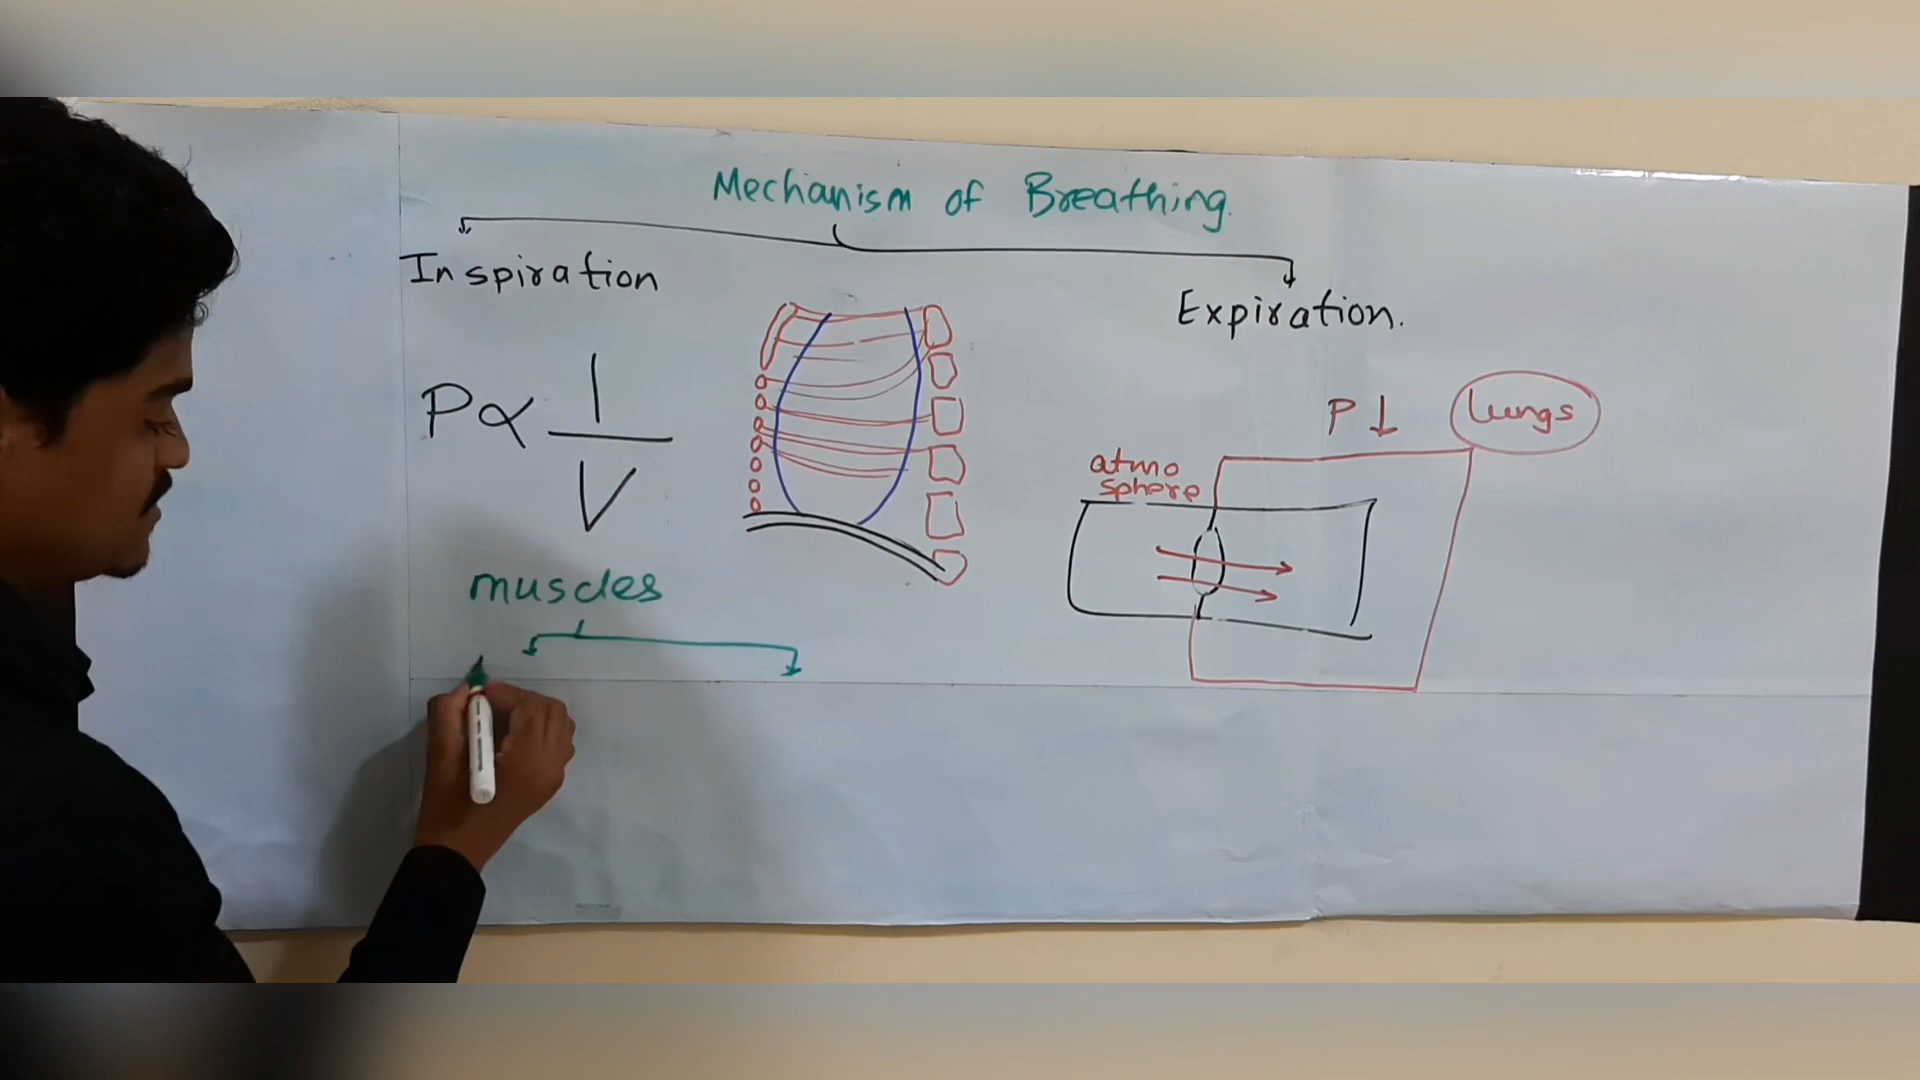 Mechanism of Breathing.
Inspiration
Expiration.
P∝ 1
V
P↓
Lungs
atmo
sphere
muscles